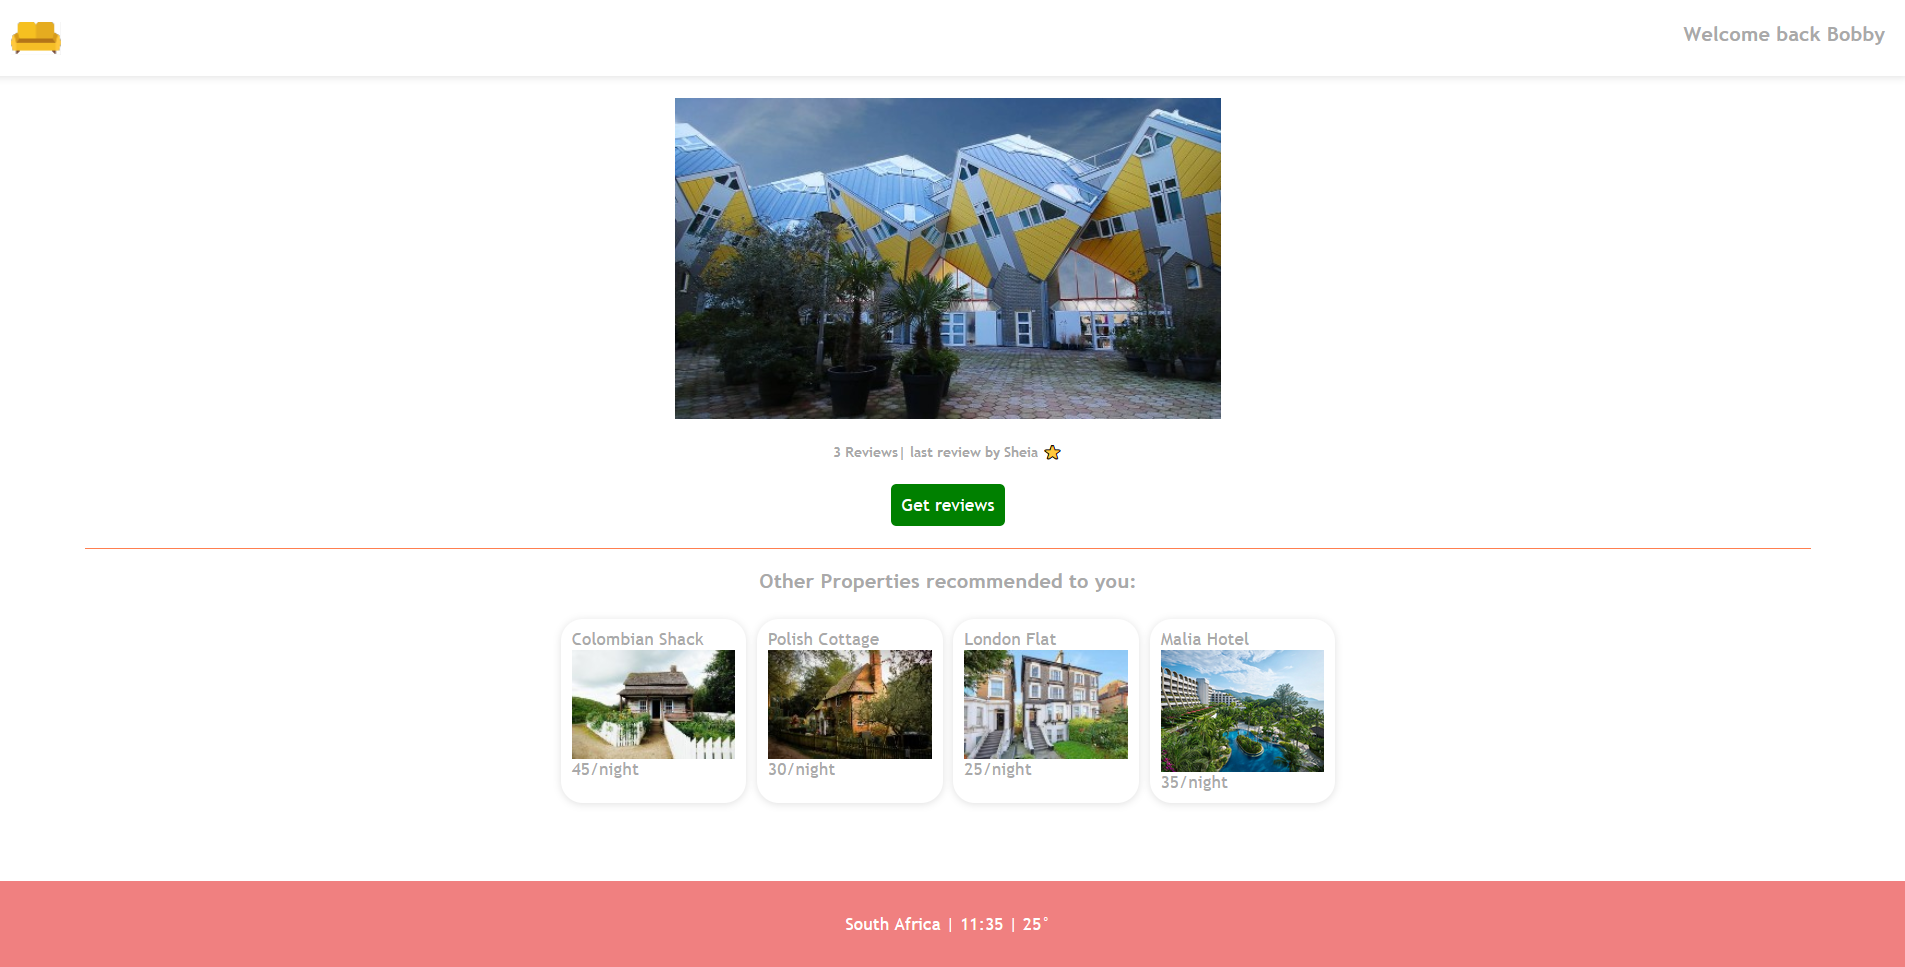 Welcome back Bobby
3 Reviews| last review by Sheia
Get reviews
Other Properties recommended to you:
Colombian Shack
45/night
Polish Cottage
30/night
London Flat
25/night
Malia Hotel
35/night
South Africa | 11:35 | 25°